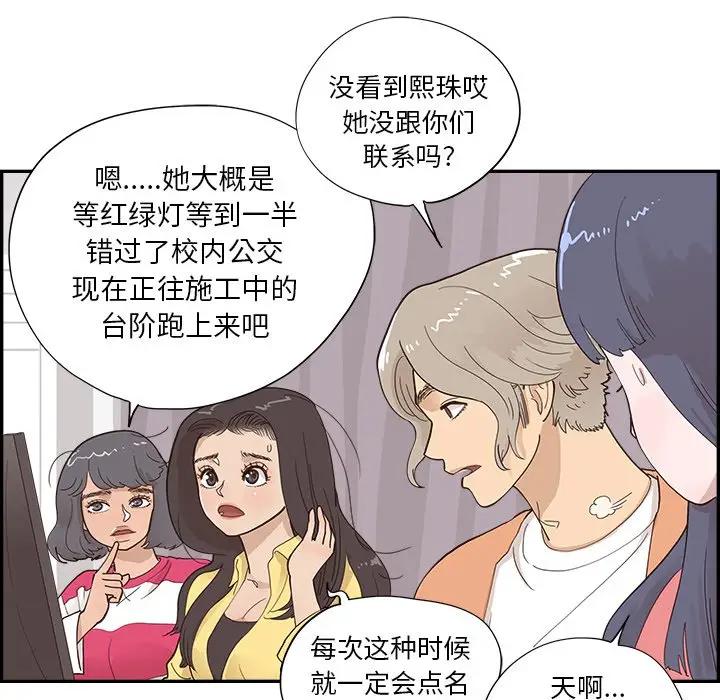 没看到熙珠哎
她没跟你们
联系吗?
嗯.....她大概是
等红绿灯等到一半
错过了校内公交
现在正往施工中的
台阶跑上来吧
每次这种时候
就一定会点名
天啊...